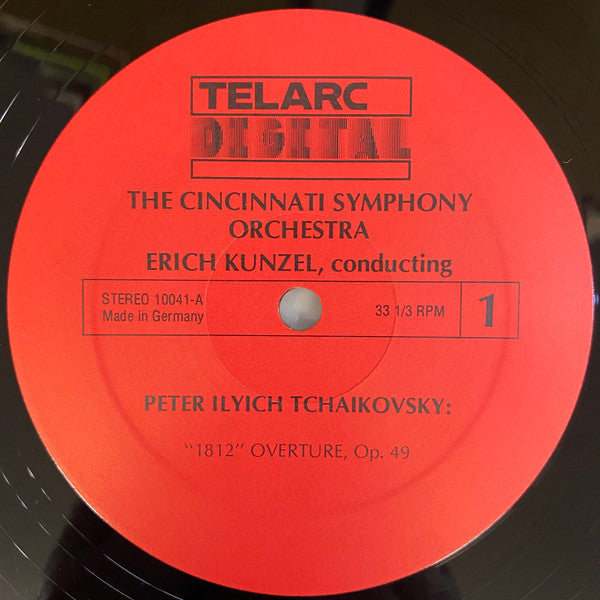 TELARC
DIGITAL
THE CINCINNATI SYMPHONY
ORCHESTRA
ERICH KUNZEL, conducting
STEREO 10041-A
Made in Germany
33 1/3 RPM
1
PETER ILYICH TCHAIKOVSKY:
"1812" OVERTURE, Op. 49